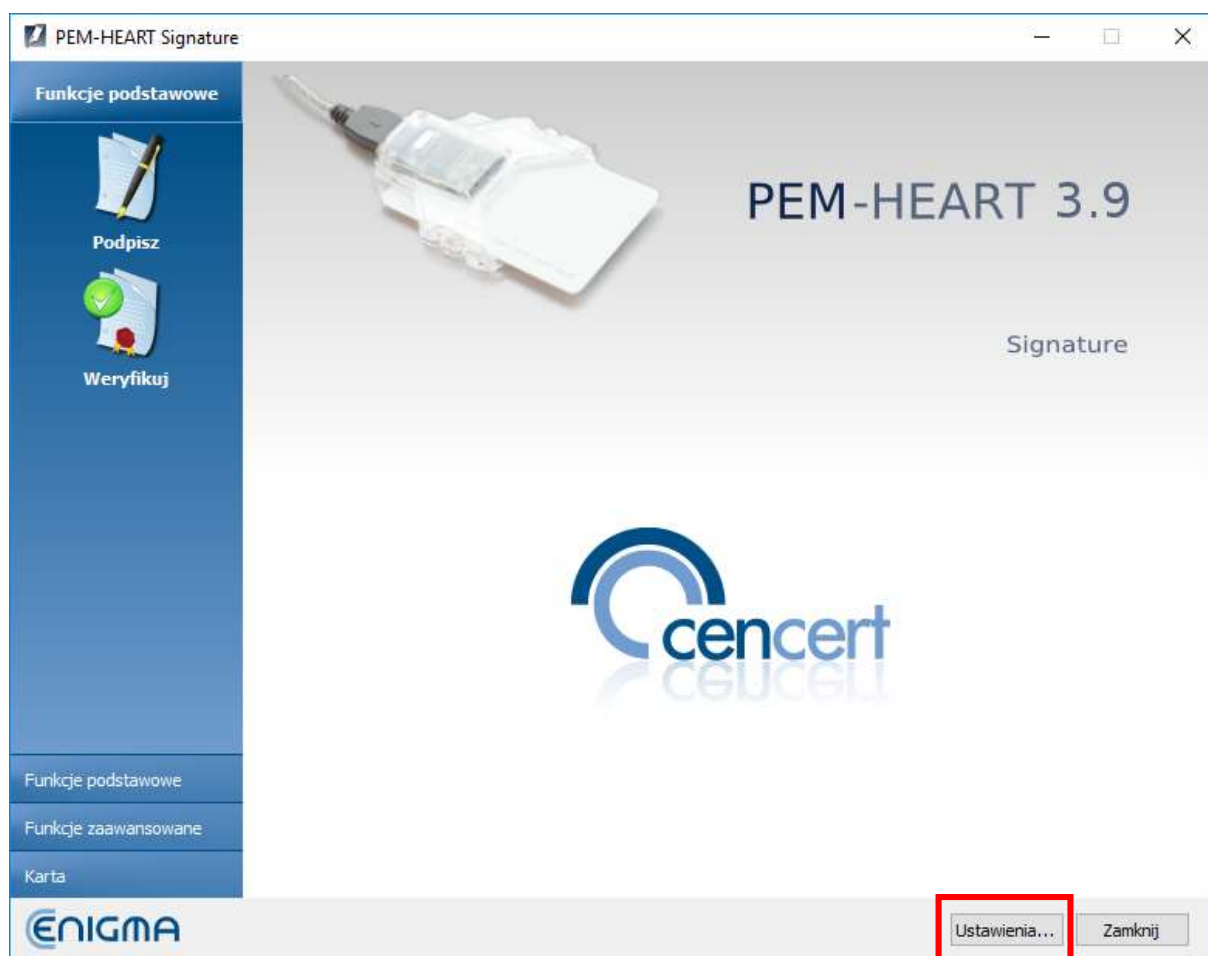 PEM-HEART Signature
Funkcje podstawowe
Podpisz
Weryfikuj
PEM-HEART 3.9
Signature
cencert
Funkcje podstawowe
Funkcje zaawansowane
Karta
ENIGMA
Ustawienia...
Zamknij